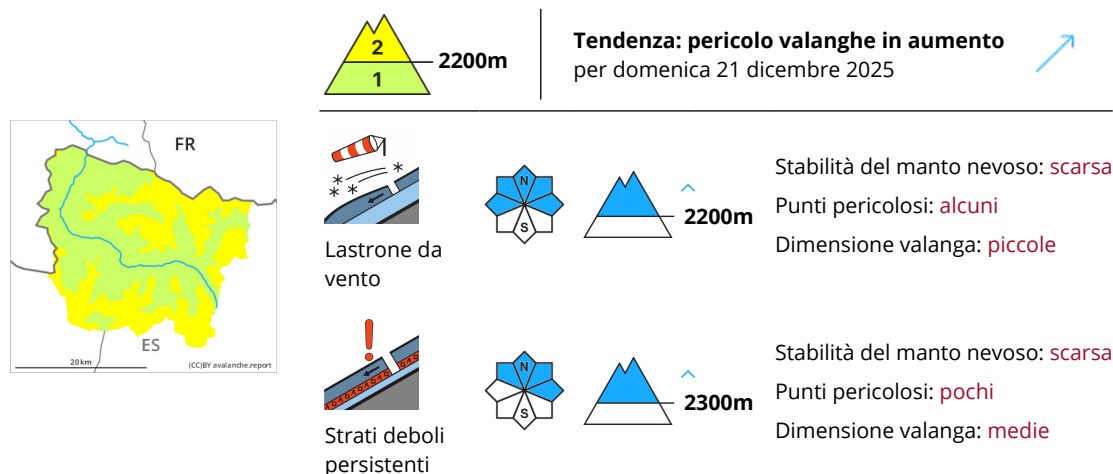 2
1
2200m
Tendenza: pericolo valanghe in aumento
per domenica 21 dicembre 2025
FR
ES
20 km
(CC)BY avalanche.report
Lastrone da
vento
N
S
2200m
Stabilità del manto nevoso: scarsa
Punti pericolosi: alcuni
Dimensione valanga: piccole
Strati deboli
persistenti
N
S
2300m
Stabilità del manto nevoso: scarsa
Punti pericolosi: pochi
Dimensione valanga: medie